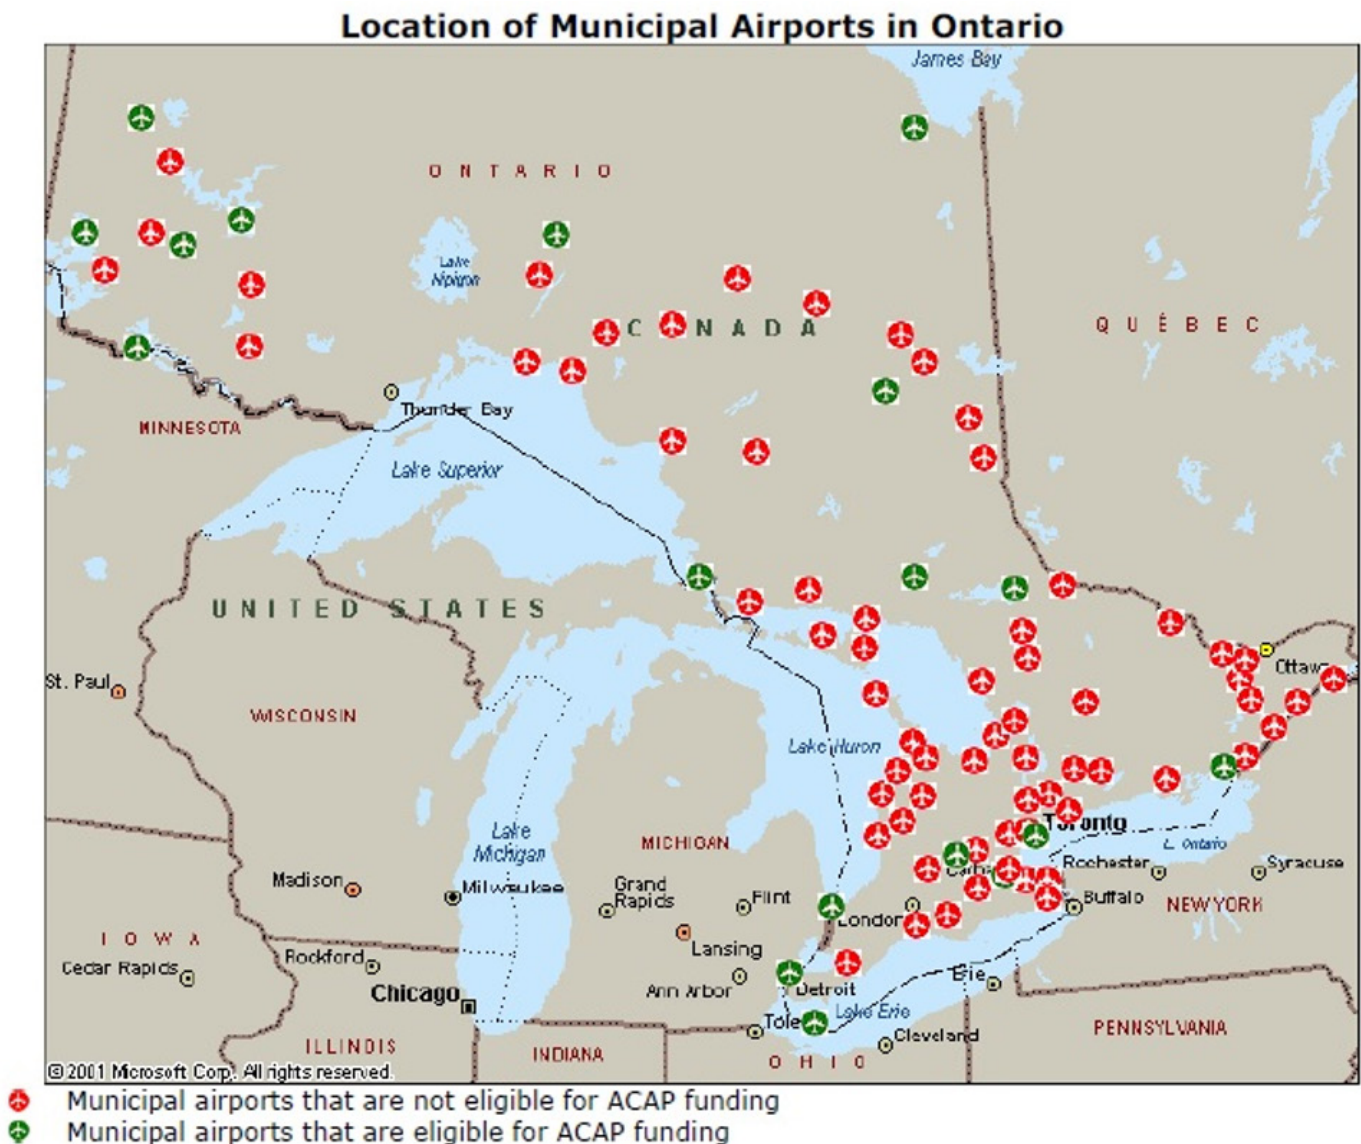 Location of Municipal Airports in Ontario
James Bay
ONTARIO
Lake
Nipigon
CANADA
QUÉBEC
Thunder Bay
MINNESOTA
Lake Superior
UNITED STATES
Ottawa
St. Paul
WISCONSIN
Lake Huron
Toronto
Lake
Michigan
MICHIGAN
L. Ontario
Rochester
Syracuse
Madison
Milwaukee
Grand
Rapids
Flint
London
Buffalo
NEW YORK
IOWA
Lansing
Rockford
Cedar Rapids
Chicago
Ann Arbor
Detroit
Erie
Lake Erie
Tole
Cleveland
PENNSYLVANIA
ILLINOIS
INDIANA
OHIO
© 2001 Microsoft Corp. All rights reserved.
Municipal airports that are not eligible for ACAP funding
Municipal airports that are eligible for ACAP funding